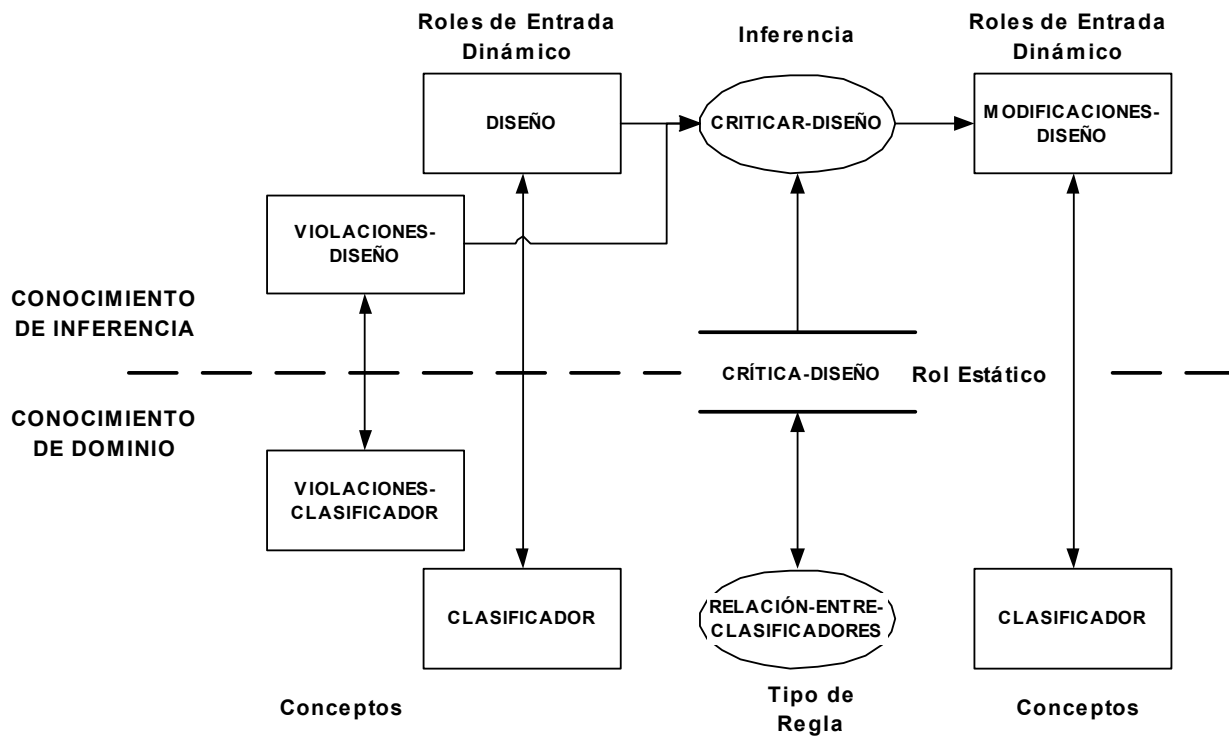 Roles de Entrada
Dinámico
Inferencia
Roles de Entrada
Dinámico
DISEÑO
CRITICAR-DISEÑO
MODIFICACIONES-
DISEÑO
VIOLACIONES-
DISEÑO
CONOCIMIENTO
DE INFERENCIA
CRÍTICA-DISEÑO
Rol Estático
CONOCIMIENTO
DE DOMINIO
VIOLACIONES-
CLASIFICADOR
CLASIFICADOR
RELACIÓN-ENTRE-
CLASIFICADORES
CLASIFICADOR
Conceptos
Tipo de
Regla
Conceptos